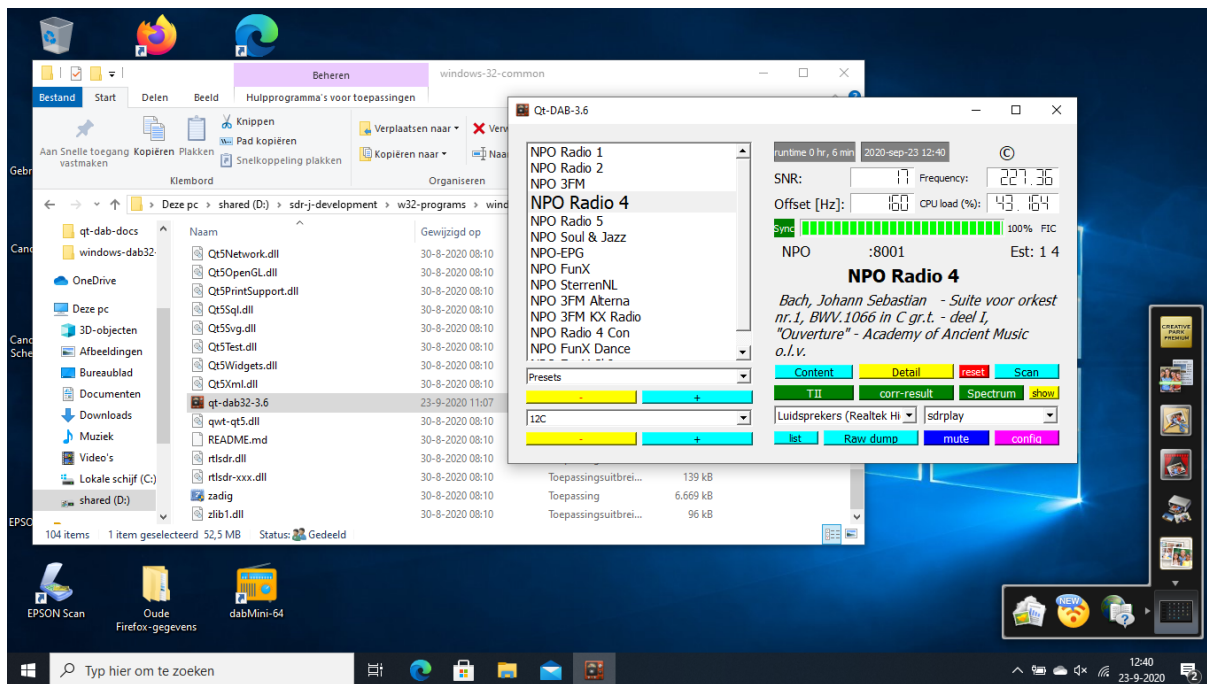 Beheren
windows-32-common
Bestand Start Delen Beeld Hulpprogramma's voor toepassingen
Aan Snelle toegang vastmaken
Kopiëren
Plakken
Knippen
Pad kopiëren
Snelkoppeling plakken
Klembord
Verplaatsen naar
Kopiëren naar
Organiseren
Deze pc > shared (D:) > sdr-j-development > w32-programs >
qt-dab-docs
windows-dab32-
OneDrive
Deze pc
3D-objecten
Afbeeldingen
Bureaublad
Documenten
Downloads
Muziek
Video's
Lokale schijf (C:)
shared (D:)
Naam Gewijzigd op
Qt5Network.dll 30-8-2020 08:10
Qt5OpenGL.dll 30-8-2020 08:10
Qt5PrintSupport.dll 30-8-2020 08:10
Qt5Sql.dll 30-8-2020 08:10
Qt5Svg.dll 30-8-2020 08:10
Qt5Test.dll 30-8-2020 08:10
Qt5Widgets.dll 30-8-2020 08:10
Qt5Xml.dll 30-8-2020 08:10
qt-dab32-3.6 23-9-2020 11:07
qwt-qt5.dll 30-8-2020 08:10
README.md 30-8-2020 08:10
rtlsdr.dll 30-8-2020 08:10
rtlsdr-xxx.dll 30-8-2020 08:10 Toepassingsuitbrei... 139 kB
zadig 30-8-2020 08:10 Toepassing 6.669 kB
zlib1.dll 30-8-2020 08:10 Toepassingsuitbrei... 96 kB
104 items 1 item geselecteerd 52,5 MB Status: Gedeeld
Qt-DAB-3.6
NPO Radio 1
NPO Radio 2
NPO 3FM
NPO Radio 4
NPO Radio 5
NPO Soul & Jazz
NPO-EPG
NPO FunX
NPO SterrenNL
NPO 3FM Alterna
NPO 3FM KX Radio
NPO Radio 4 Con
NPO FunX Dance
Presets
- +
12C
- +
runtime 0 hr, 6 min 2020-sep-23 12:40 ©
SNR: 17 Frequency: 227.36
Offset [Hz]: 160 CPU load (%): 43.164
Sync 100% FIC
NPO :8001 Est: 1 4
NPO Radio 4
Bach, Johann Sebastian - Suite voor orkest
nr.1, BWV.1066 in C gr.t. - deel I,
"Ouverture" - Academy of Ancient Music
o.l.v.
Content Detail reset Scan
TII corr-result Spectrum show
Luidsprekers (Realtek Hi sdrplay
list Raw dump mute config
CREATIVE
PARK
PREMIUM
NEW
EPSON Scan
Oude
Firefox-gegevens
dabMini-64
Typ hier om te zoeken
12:40
23-9-2020
2